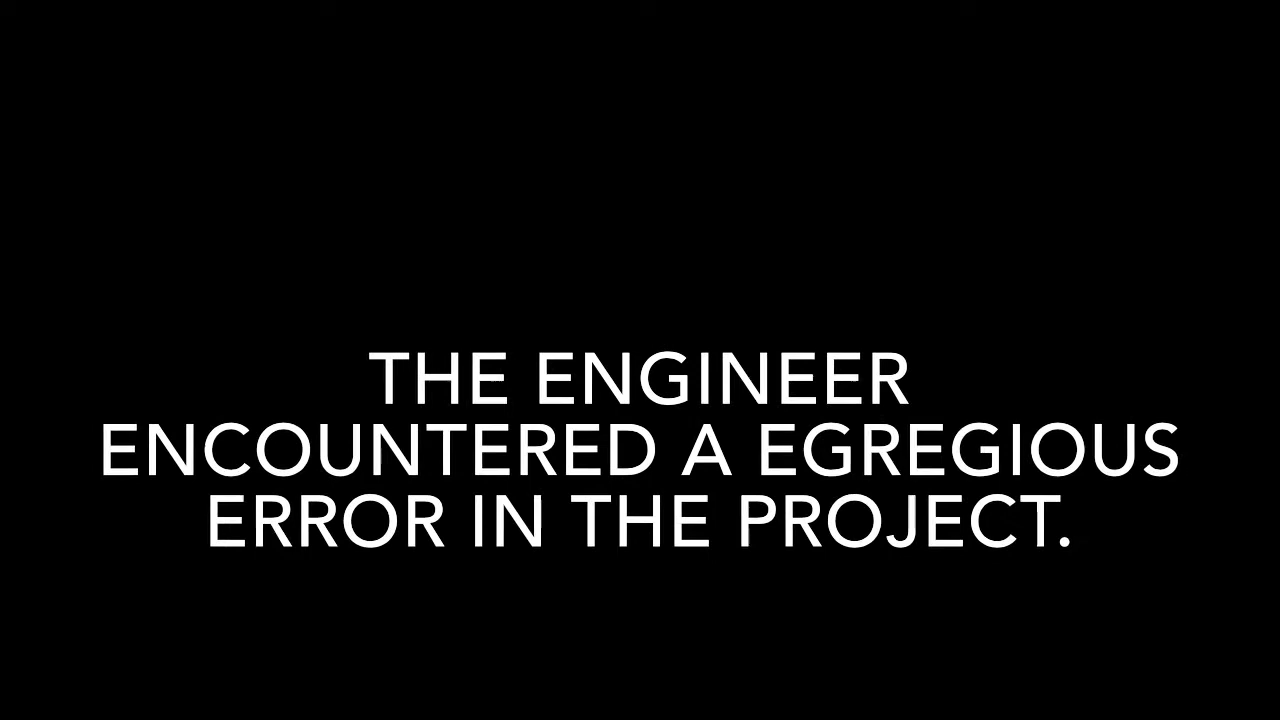 THE ENGINEER
ENCOUNTERED A EGREGIOUS
ERROR IN THE PROJECT.